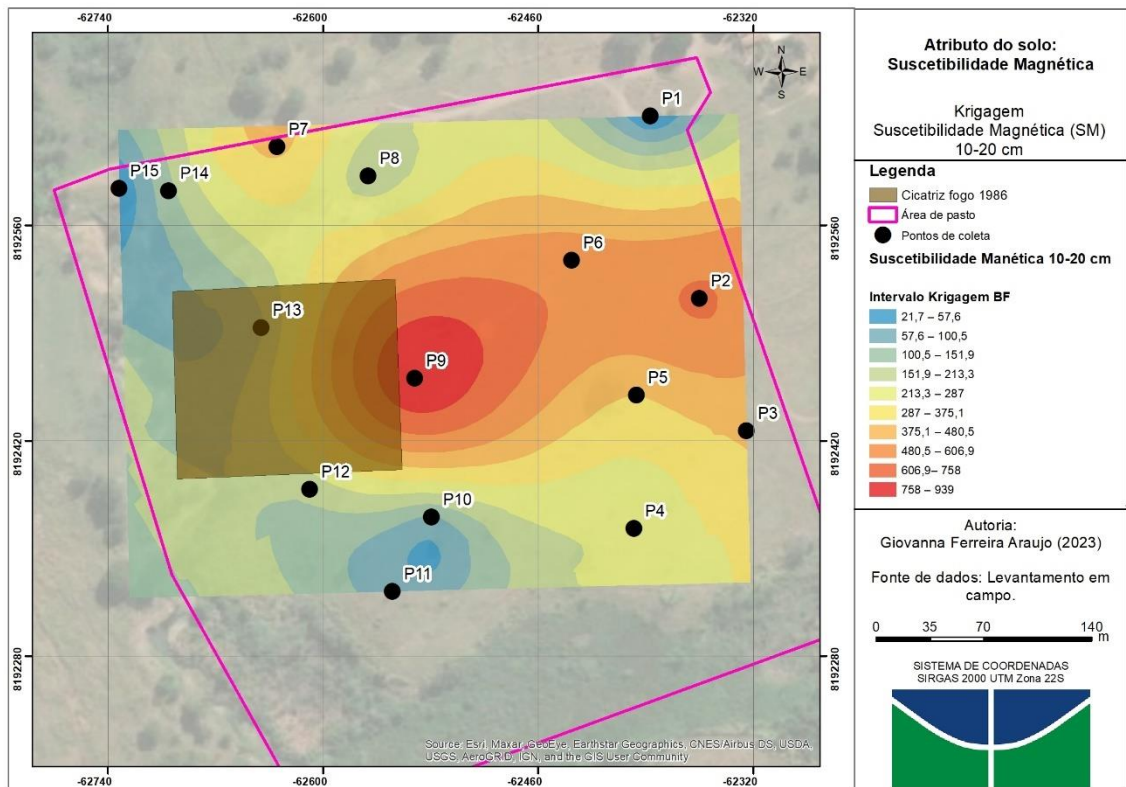 -62740
-62600
-62460
-62320
N
W E
S
P1
P7
P8
P15
P14
P6
P2
P13
P9
P5
P3
P12
P10
P4
P11
8192560
8192420
8192280
8192560
8192420
8192280
Source: Esri, Maxar, GeoEye, Earthstar Geographics, CNES/Airbus DS, USDA,
USGS, AeroGRID, IGN, and the GIS User Community
-62740
-62600
-62460
-62320
Atributo do solo:
Suscetibilidade Magnética
Krigagem
Suscetibilidade Magnética (SM)
10-20 cm
Legenda
Cicatriz fogo 1986
Área de pasto
Pontos de coleta
Suscetibilidade Manética 10-20 cm
Intervalo Krigagem BF
21,7 – 57,6
57,6 – 100,5
100,5 – 151,9
151,9 – 213,3
213,3 – 287
287 – 375,1
375,1 – 480,5
480,5 – 606,9
606,9– 758
758 – 939
Autoria:
Giovanna Ferreira Araujo (2023)
Fonte de dados: Levantamento em
campo.
0 35 70 140
m
SISTEMA DE COORDENADAS
SIRGAS 2000 UTM Zona 22S